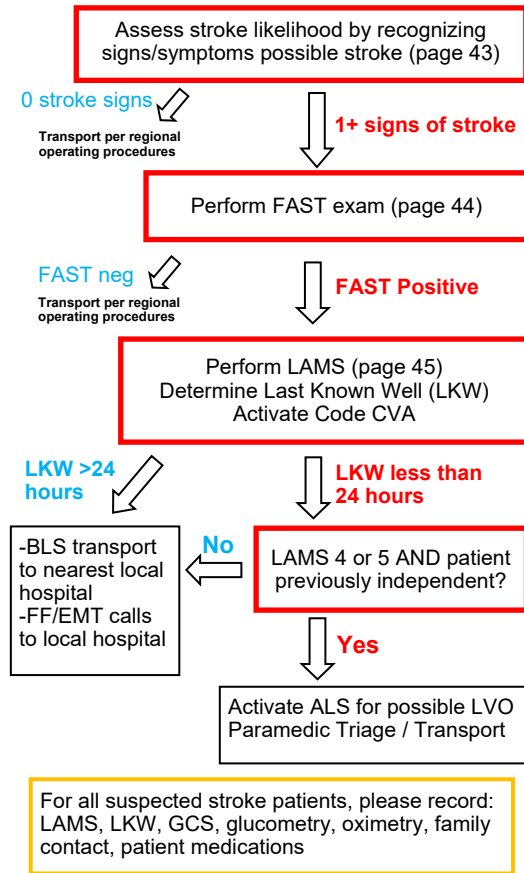 Assess stroke likelihood by recognizing
signs/symptoms possible stroke (page 43)
0 stroke signs
Transport per regional
operating procedures
1+ signs of stroke
Perform FAST exam (page 44)
FAST neg
Transport per regional
operating procedures
FAST Positive
Perform LAMS (page 45)
Determine Last Known Well (LKW)
Activate Code CVA
LKW >24
hours
LKW less than
24 hours
-BLS transport
to nearest local
hospital
-FF/EMT calls
to local hospital
No
LAMS 4 or 5 AND patient
previously independent?
Yes
Activate ALS for possible LVO
Paramedic Triage / Transport
For all suspected stroke patients, please record:
LAMS, LKW, GCS, glucometry, oximetry, family
contact, patient medications